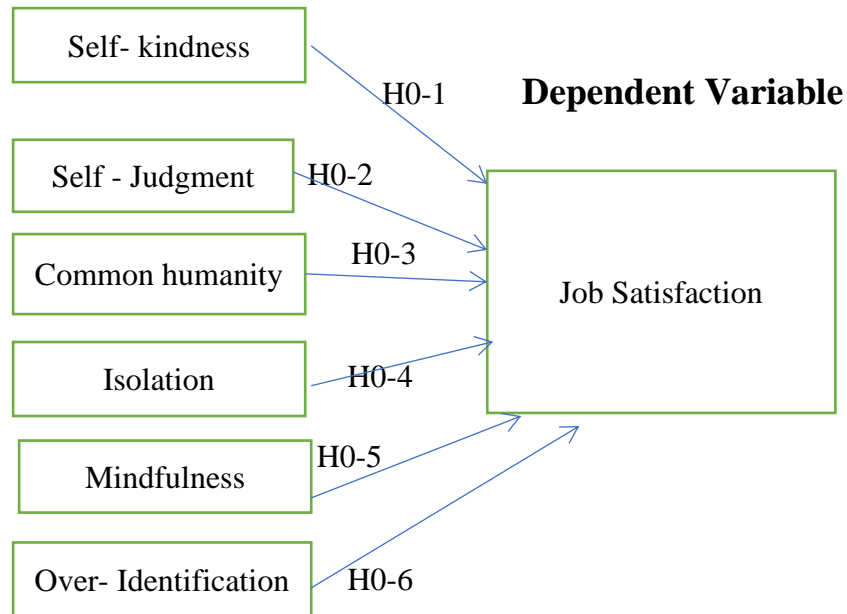 Self- kindness
H0-1
Dependent Variable
Self - Judgment
H0-2
Common humanity
H0-3
Job Satisfaction
Isolation
H0-4
H0-5
Mindfulness
Over- Identification
H0-6